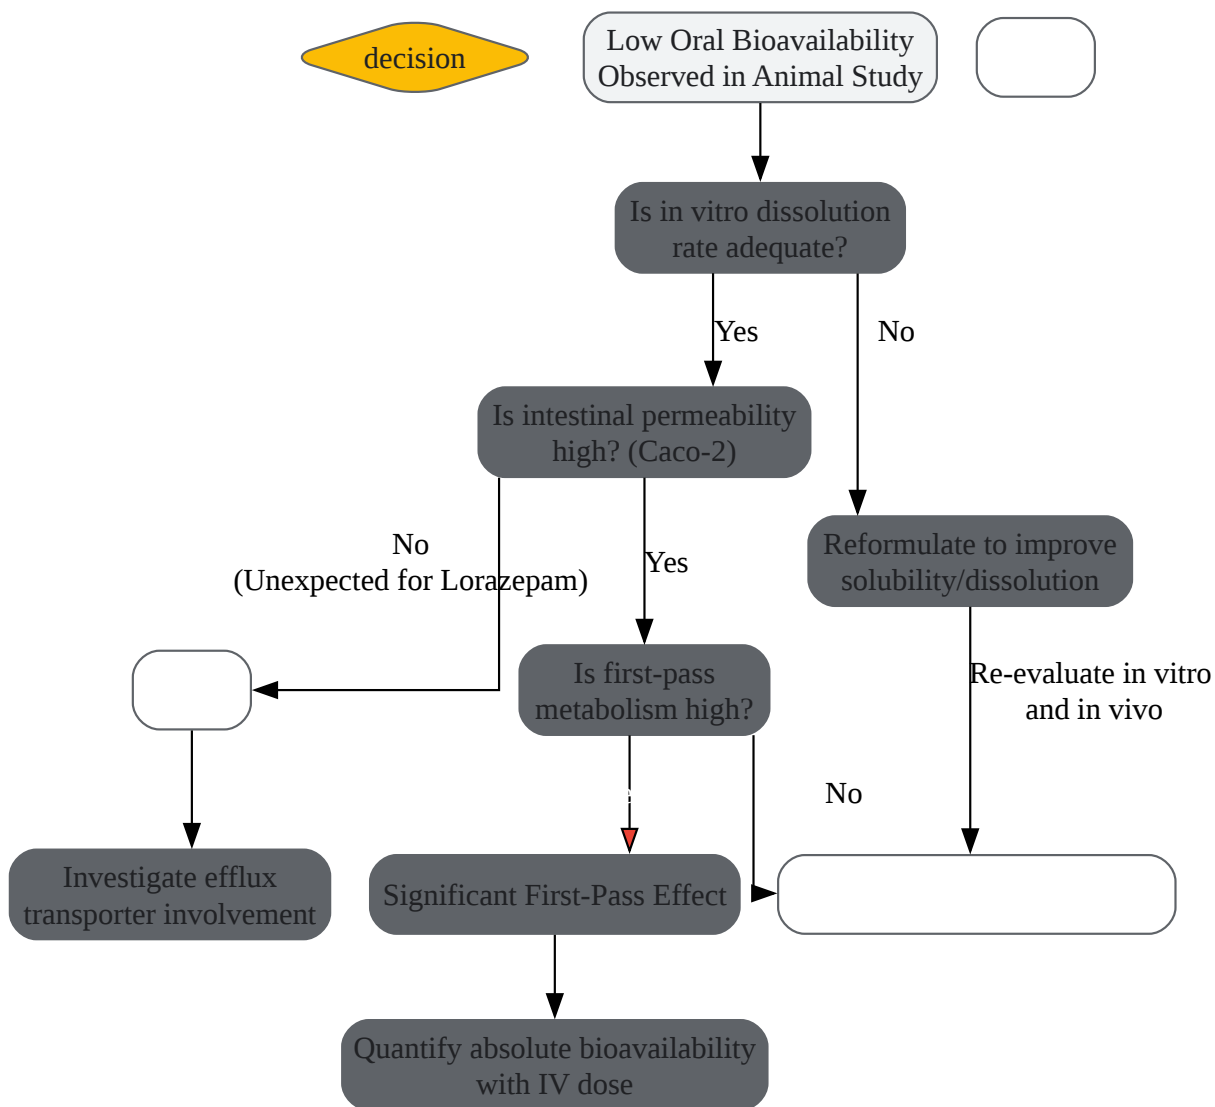 decision
Low Oral Bioavailability
Observed in Animal Study
Is in vitro dissolution
rate adequate?
Yes
No
Is intestinal permeability
high? (Caco-2)
No
(Unexpected for Lorazepam)
Yes
Reformulate to improve
solubility/dissolution
Is first-pass
metabolism high?
Re-evaluate in vitro
and in vivo
No
Investigate efflux
transporter involvement
Significant First-Pass Effect
Quantify absolute bioavailability
with IV dose